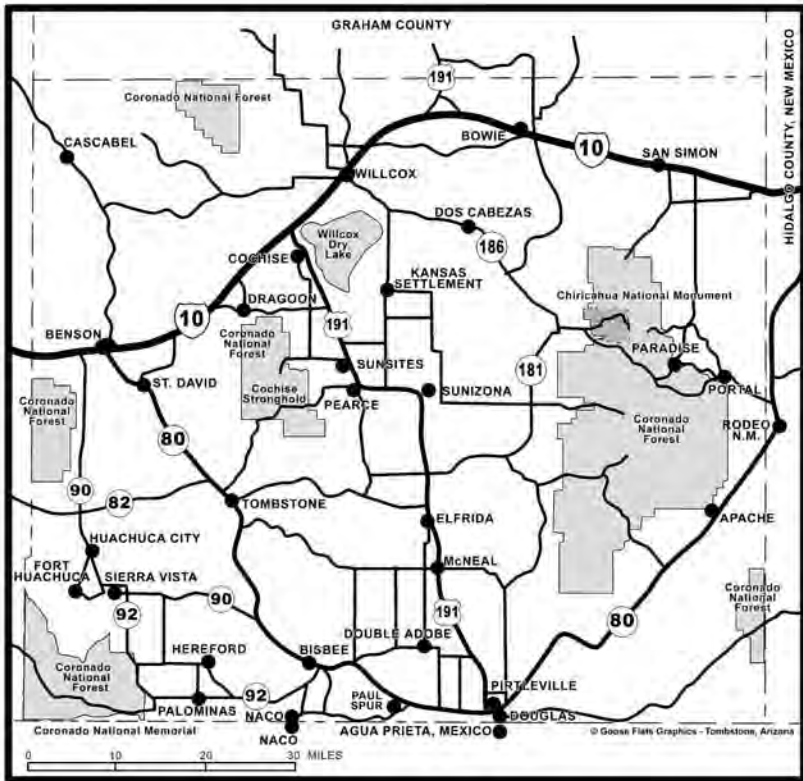 GRAHAM COUNTY
HIDALGO COUNTY, NEW MEXICO
191
Coronado National Forest
BOWIE
10
CASCABEL
SAN SIMON
WILLCOX
DOS CABEZAS
Willcox
Dry
Lake
186
COCHISE
KANSAS
SETTLEMENT
Chiricahua National Monument
DRAGOON
10
191
BENSON
Coronado
National
Forest
PARADISE
SUNSITES
181
ST. DAVID
Cochise
Stronghold
SUNIZONA
PORTAL
PEARCE
Coronado
National
Forest
Coronado
National
Forest
RODEO
N.M.
80
90
82
TOMBSTONE
ELFRIDA
APACHE
HUACHUCA CITY
FORT
HUACHUCA
SIERRA VISTA
McNEAL
90
92
191
80
Coronado
National
Forest
DOUBLE ADOBE
HEREFORD
BISBEE
Coronado
National
Forest
92
PALOMINAS
PAUL
SPUR
PIRTLEVILLE
NACO
DOUGLAS
Coronado National Memorial
NACO
AGUA PRIETA, MEXICO
© Goose Flats Graphics - Tombstone, Arizona
0 10 20 30 MILES